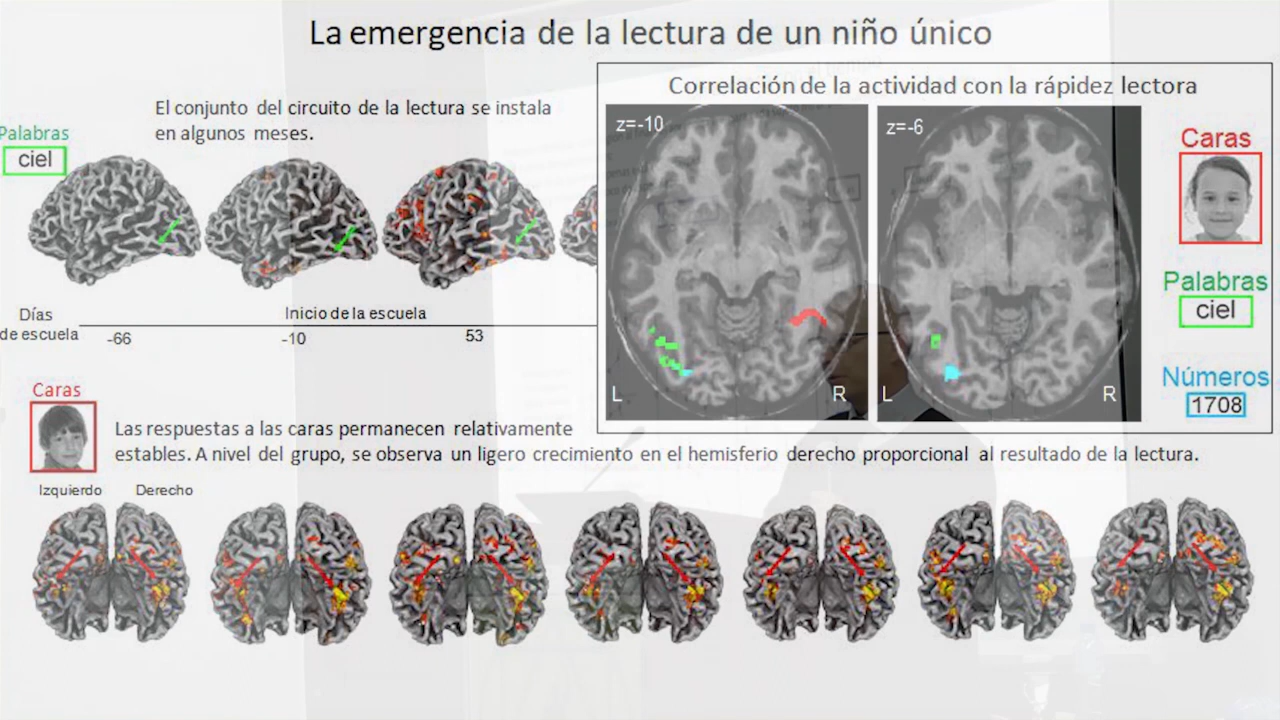 La emergencia de la lectura de un niño único
El conjunto del circuito de la lectura se instala
en algunos meses.
Palabras
ciel
Días
de escuela
Inicio de la escuela
-66
-10
53
Correlación de la actividad con la rápidez lectora
z=-10
L
R
z=-6
L
R
Caras
Palabras
ciel
Números
1708
Caras
Las respuestas a las caras permanecen relativamente
estables. A nivel del grupo, se observa un ligero crecimiento en el hemisferio derecho proporcional al resultado de la lectura.
Izquierdo
Derecho